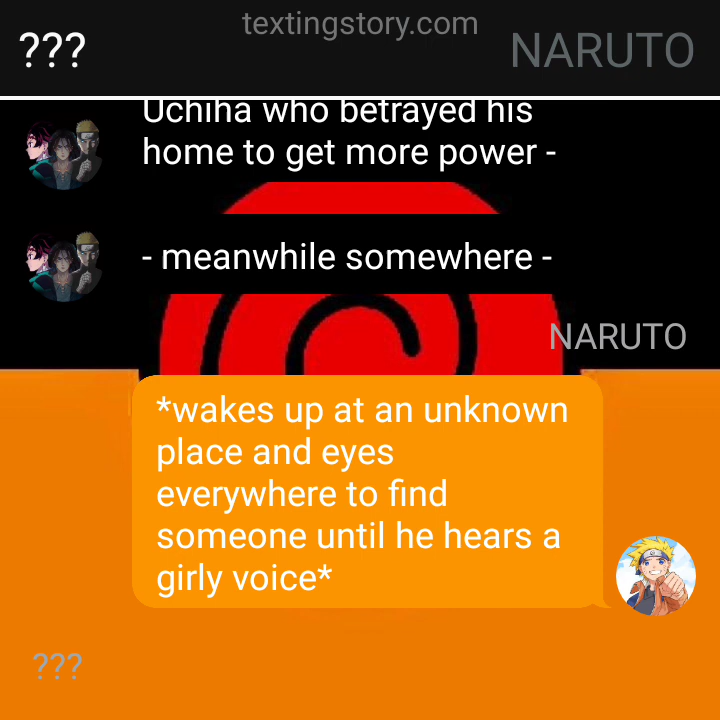 textingstory.com
??? NARUTO
Uchiha who betrayed his
home to get more power -
- meanwhile somewhere -
NARUTO
*wakes up at an unknown
place and eyes
everywhere to find
someone until he hears a
girly voice*
???